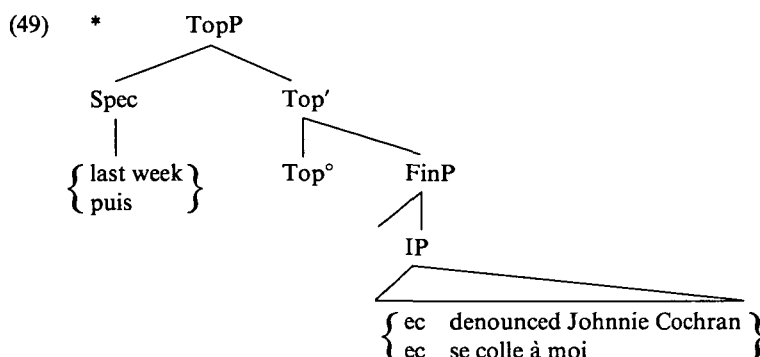 (49) * TopP
Spec Top′
{ last week } Top° FinP
{ puis }
IP
{ ec denounced Johnnie Cochran }
{ ec se colle à moi }